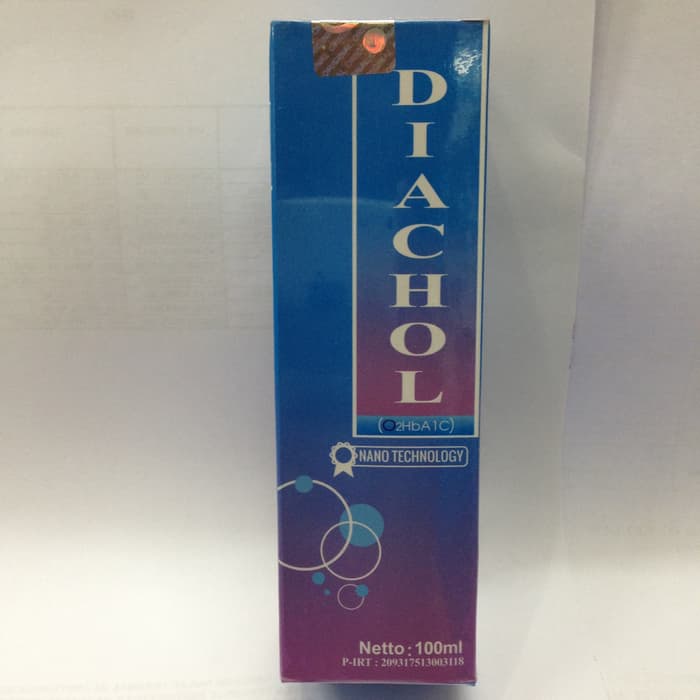 DIACHOL
(O2HbA1C)
NANO TECHNOLOGY
Netto : 100ml
P-IRT : 209317513003118